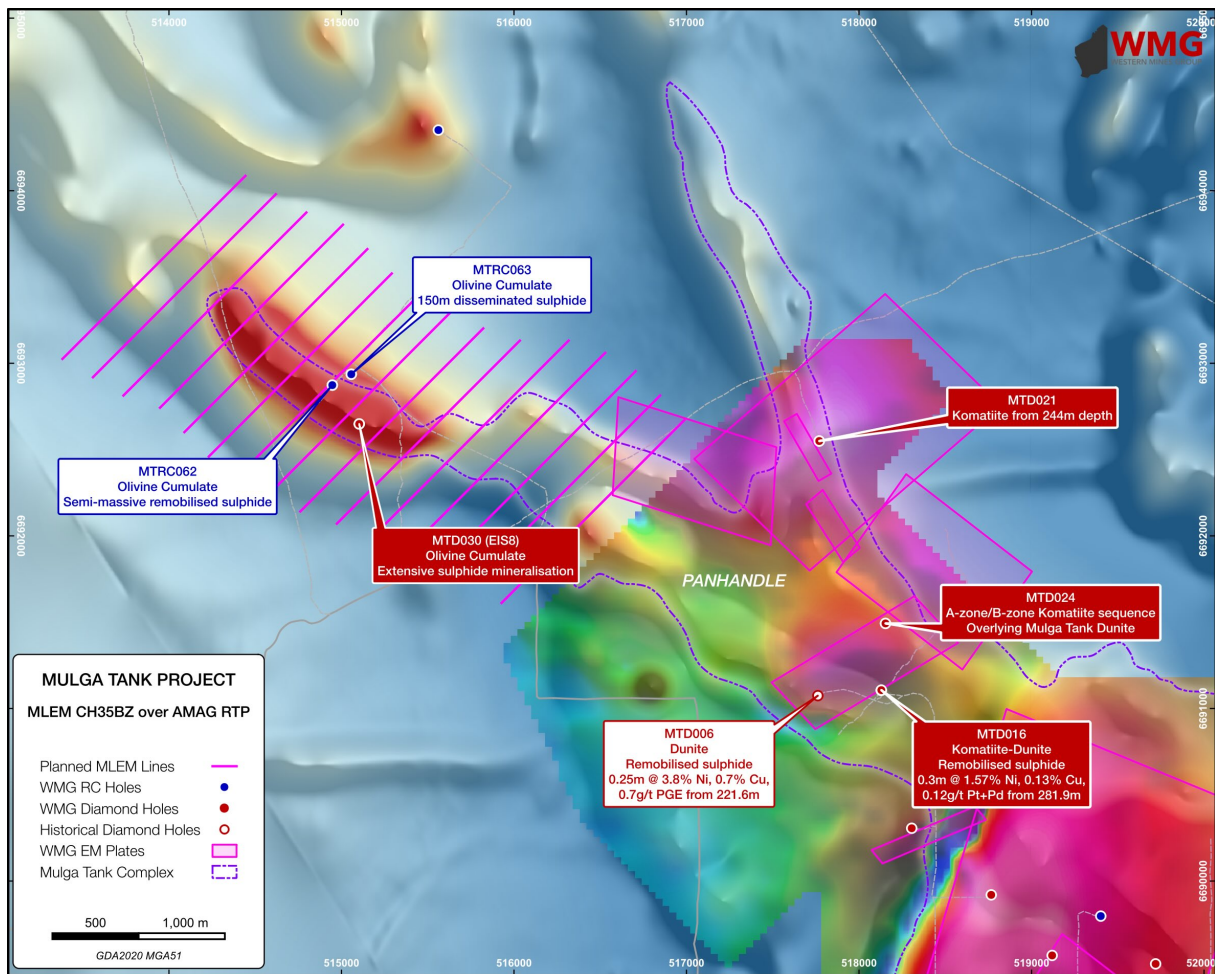 514000
515000
516000
517000
518000
519000
WMG
WESTERN MINES GROUP
6694000
6694000
MTRC063
Olivine Cumulate
150m disseminated sulphide
6693000
6693000
MTD021
Komatiite from 244m depth
MTRC062
Olivine Cumulate
Semi-massive remobilised sulphide
6692000
6692000
MTD030 (EIS8)
Olivine Cumulate
Extensive sulphide mineralisation
PANHANDLE
MTD024
A-zone/B-zone Komatiite sequence
Overlying Mulga Tank Dunite
MULGA TANK PROJECT
MLEM CH35BZ over AMAG RTP
Planned MLEM Lines
WMG RC Holes
WMG Diamond Holes
Historical Diamond Holes
WMG EM Plates
Mulga Tank Complex
500
1,000 m
GDA2020 MGA51
6691000
MTD006
Dunite
Remobilised sulphide
0.25m @ 3.8% Ni, 0.7% Cu,
0.7g/t PGE from 221.6m
MTD016
Komatiite-Dunite
Remobilised sulphide
0.3m @ 1.57% Ni, 0.13% Cu,
0.12g/t Pt+Pd from 281.9m
6690000
515000
516000
517000
518000
519000